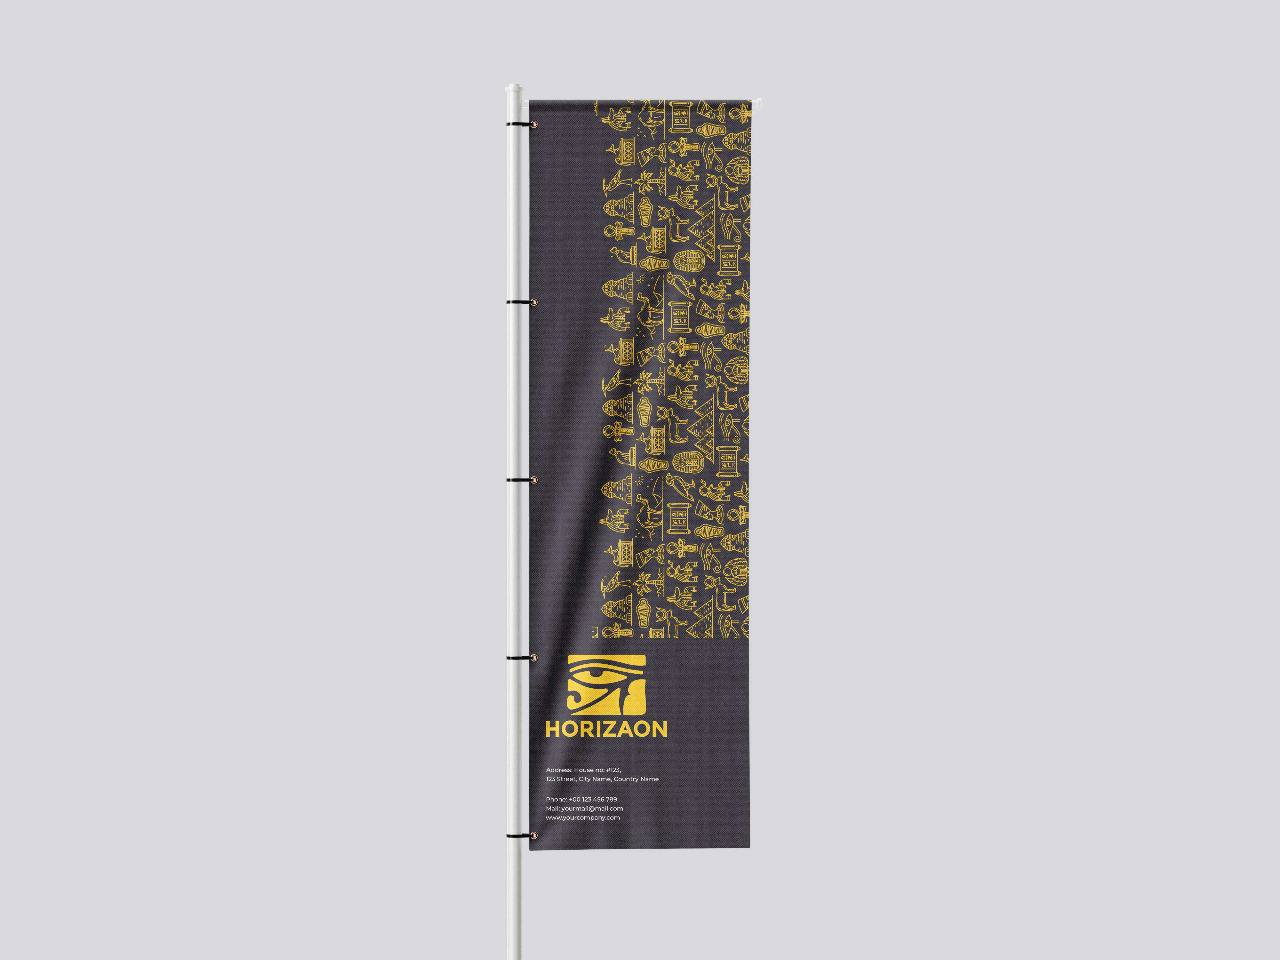 HORIZAON
Address: House no: #123,
123 Street, City Name, Country Name
Phone: +00 123 456 789
Mail: yourmail@mail.com
www.yourcompany.com